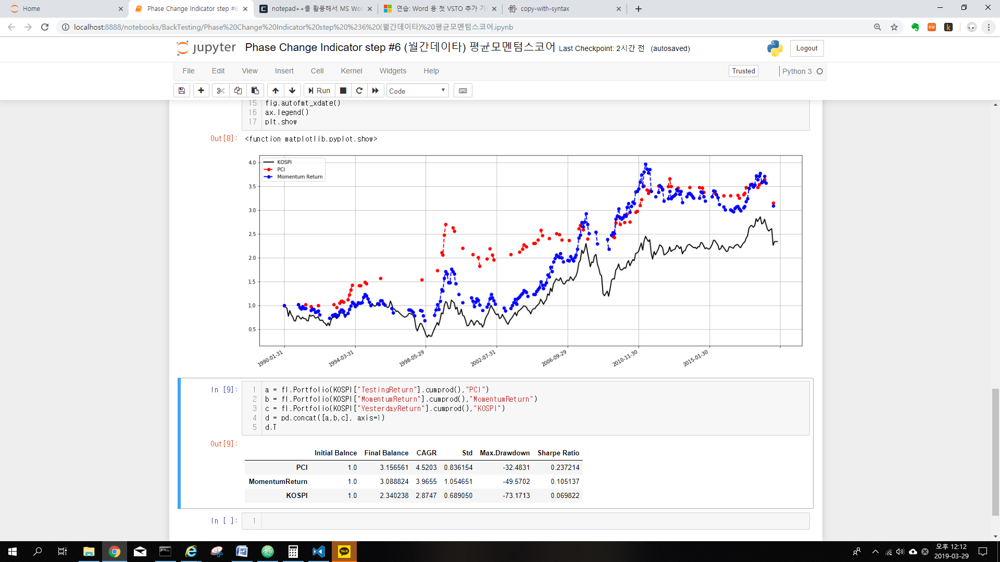 Home
Phase Change Indicator step #6
notepad++를 활용해서 MS Wor
연습: Word 용 첫 VSTO 추가 기
copy-with-syntax
localhost:8888/notebooks/BackTesting/Phase%20Change%20Indicator%20step%20%236%20(월간데이타)%20평균모멘텀스코어.ipynb
jupyter Phase Change Indicator step #6 (월간데이타) 평균모멘텀스코어 Last Checkpoint: 2시간 전 (autosaved)
Logout
File Edit View Insert Cell Kernel Widgets Help
Trusted
Python 3
Run
Code
15 fig.autofmt_xdate()
16 ax.legend()
17 plt.show
Out[8]: <function matplotlib.pyplot.show>
KOSPI
PCI
Momentum Return
4.0
3.5
3.0
2.5
2.0
1.5
1.0
0.5
1990-01-31 1994-03-31 1998-05-29 2002-07-31 2006-09-29 2010-11-30 2015-01-30
In [9]: 1 a = fl.Portfolio(KOSPI["TestingReturn"].cumprod(),"PCI")
2 b = fl.Portfolio(KOSPI["MomentumReturn"].cumprod(),"MomentumReturn")
3 c = fl.Portfolio(KOSPI["YesterdayReturn"].cumprod(),"KOSPI")
4 d = pd.concat([a,b,c], axis=1)
5 d.T
Out[9]:
Initial Balnce Final Balance CAGR Std Max.Drawdown Sharpe Ratio
PCI 1.0 3.156561 4.5203 0.836154 -32.4831 0.237214
MomentumReturn 1.0 3.088824 3.9655 1.054651 -49.5702 0.105137
KOSPI 1.0 2.340238 2.8747 0.689050 -73.1713 0.069822
In [ ]: 1
TALK
오후 12:12
2019-03-29